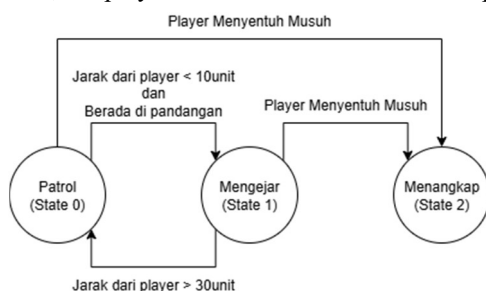 Player Menyentuh Musuh
Jarak dari player < 10unit
dan
Berada di pandangan
Player Menyentuh Musuh
Patrol
(State 0)
Mengejar
(State 1)
Menangkap
(State 2)
Jarak dari player > 30unit